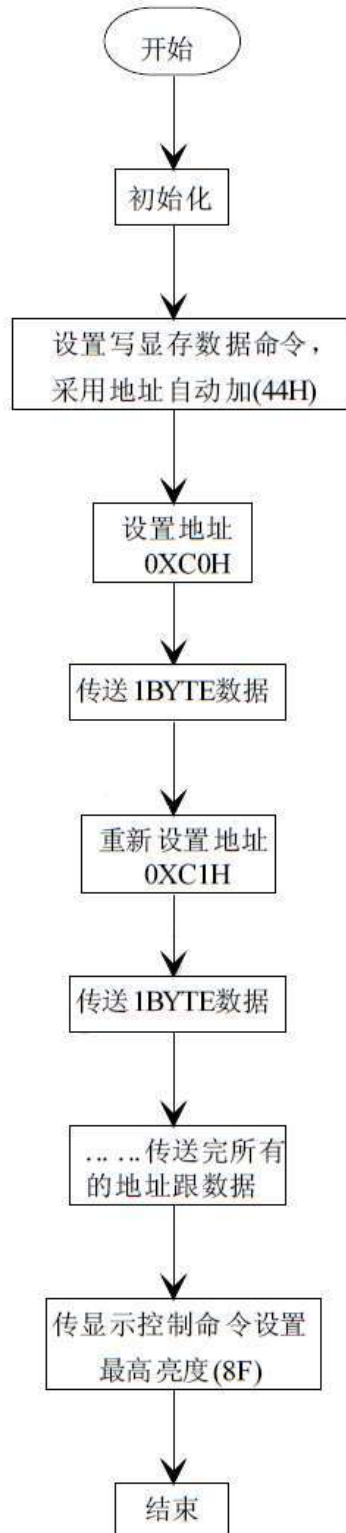 开始
初始化
设置写显存数据命令，
采用地址自动加(44H)
设置地址
0XC0H
传送1BYTE数据
重新设置地址
0XC1H
传送1BYTE数据
… …传送完所有
的地址跟数据
传显示控制命令设置
最高亮度(8F)
结束